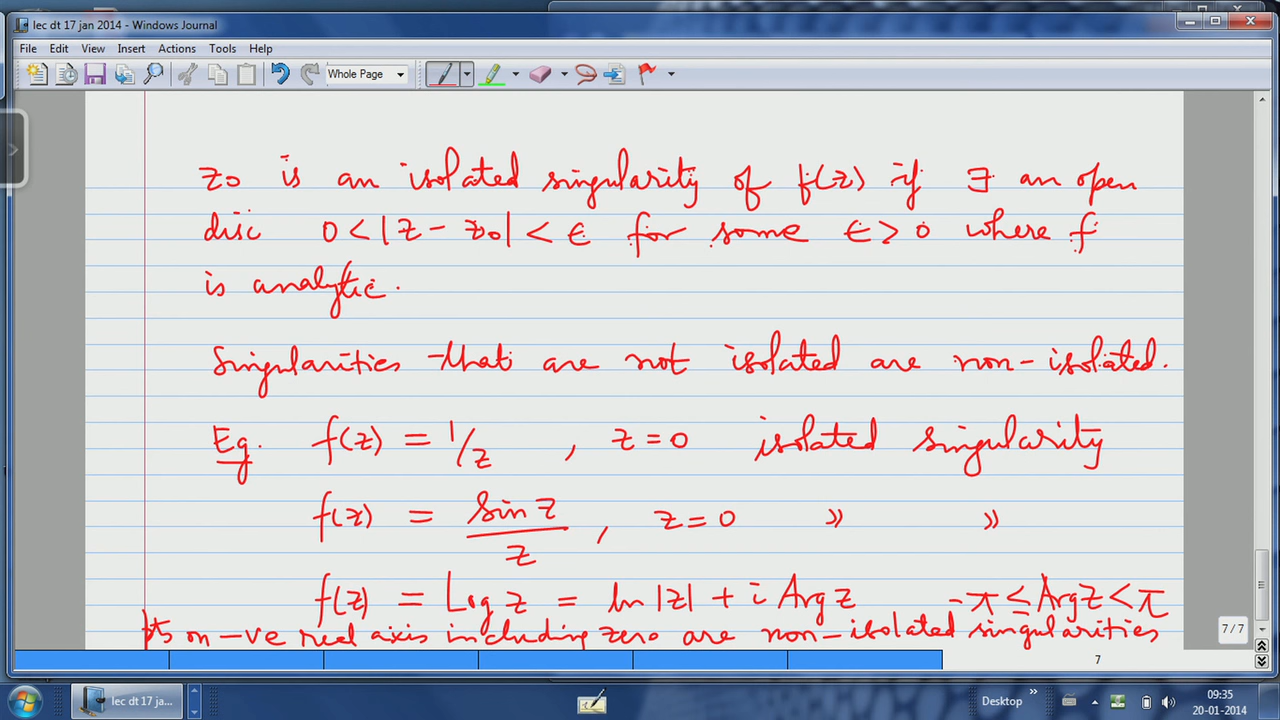 lec dt 17 jan 2014 - Windows Journal
File Edit View Insert Actions Tools Help
Whole Page
z0 is an isolated singularity of f(z) if ∃ an open
disc 0 < |z - z0| < ϵ for some ϵ > 0 where f
is analytic.
Singularities that are not isolated are non-isolated.
Eg. f(z) = 1/z , z = 0 isolated singularity
f(z) = sin z / z , z = 0 " "
f(z) = Log z = ln |z| + i Arg z -π ≤ Arg z < π
pts on -ve real axis including zero are non-isolated singularities
7 / 7
7
lec dt 17 ja...
Desktop
09:35
20-01-2014